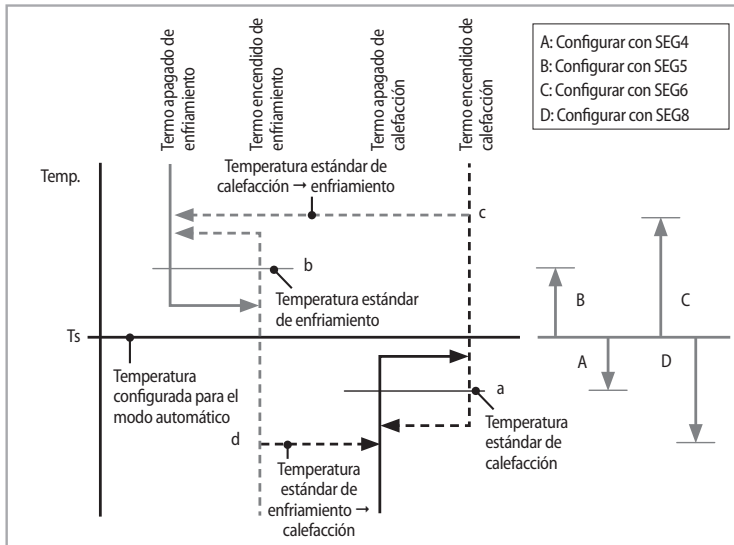 Termo apagado de
enfriamiento
Termo encendido de
enfriamiento
Termo apagado de
calefacción
Termo encendido de
calefacción
A: Configurar con SEG4
B: Configurar con SEG5
C: Configurar con SEG6
D: Configurar con SEG8
Temp.
Temperatura estándar de
calefacción → enfriamiento
c
b
Temperatura estándar
de enfriamiento
B
C
Ts
Temperatura
configurada para el
modo automático
A
D
a
Temperatura
estándar de
calefacción
d
Temperatura
estándar de
enfriamiento →
calefacción